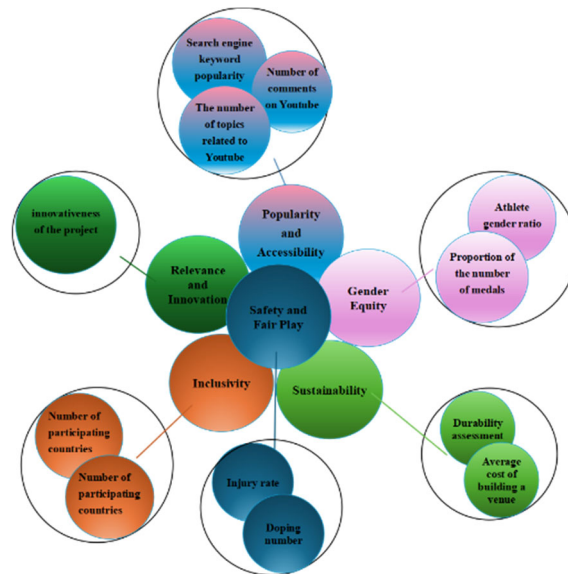 Search engine
keyword
popularity
Number of
comments
on Youtube
The number
of topics
related to
Youtube
Popularity
and
Accessibility
innovativeness
of the project
Relevance
and
Innovation
Athlete
gender ratio
Proportion of
the number
of medals
Gender
Equity
Safety and
Fair Play
Inclusivity
Sustainability
Number of
participating
countries
Number of
participating
countries
Injury rate
Doping
number
Durability
assessment
Average
cost of
building a
venue